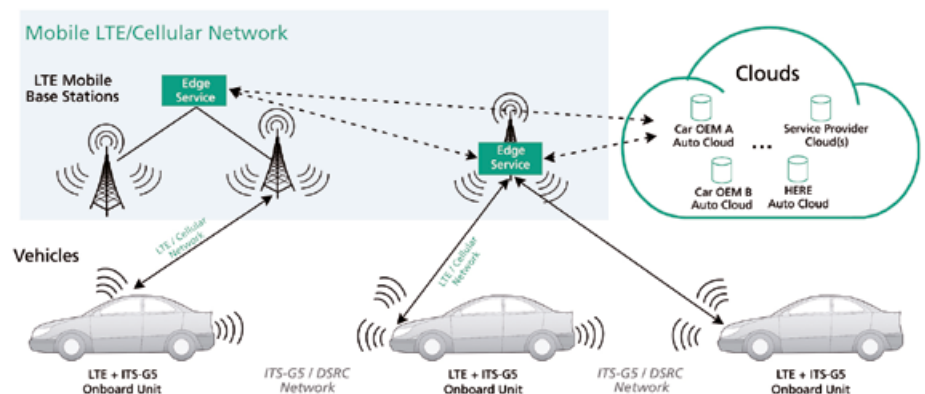 Mobile LTE/Cellular Network
LTE Mobile
Base Stations
Edge
Service
Edge
Service
Clouds
Car OEM A
Auto Cloud
Service Provider
Cloud(s)
...
Car OEM B
Auto Cloud
HERE
Auto Cloud
LTE / Cellular
Network
LTE / Cellular
Network
Vehicles
LTE + ITS-G5
Onboard Unit
ITS-G5 / DSRC
Network
LTE + ITS-G5
Onboard Unit
ITS-G5 / DSRC
Network
LTE + ITS-G5
Onboard Unit